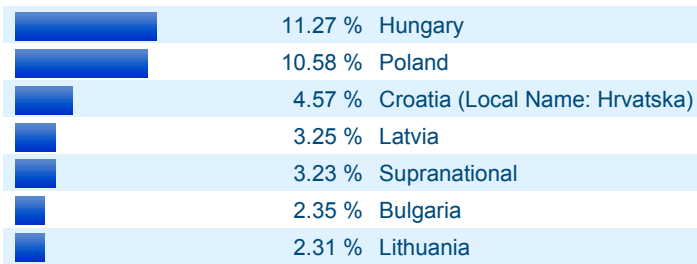 11.27 % Hungary
10.58 % Poland
4.57 % Croatia (Local Name: Hrvatska)
3.25 % Latvia
3.23 % Supranational
2.35 % Bulgaria
2.31 % Lithuania